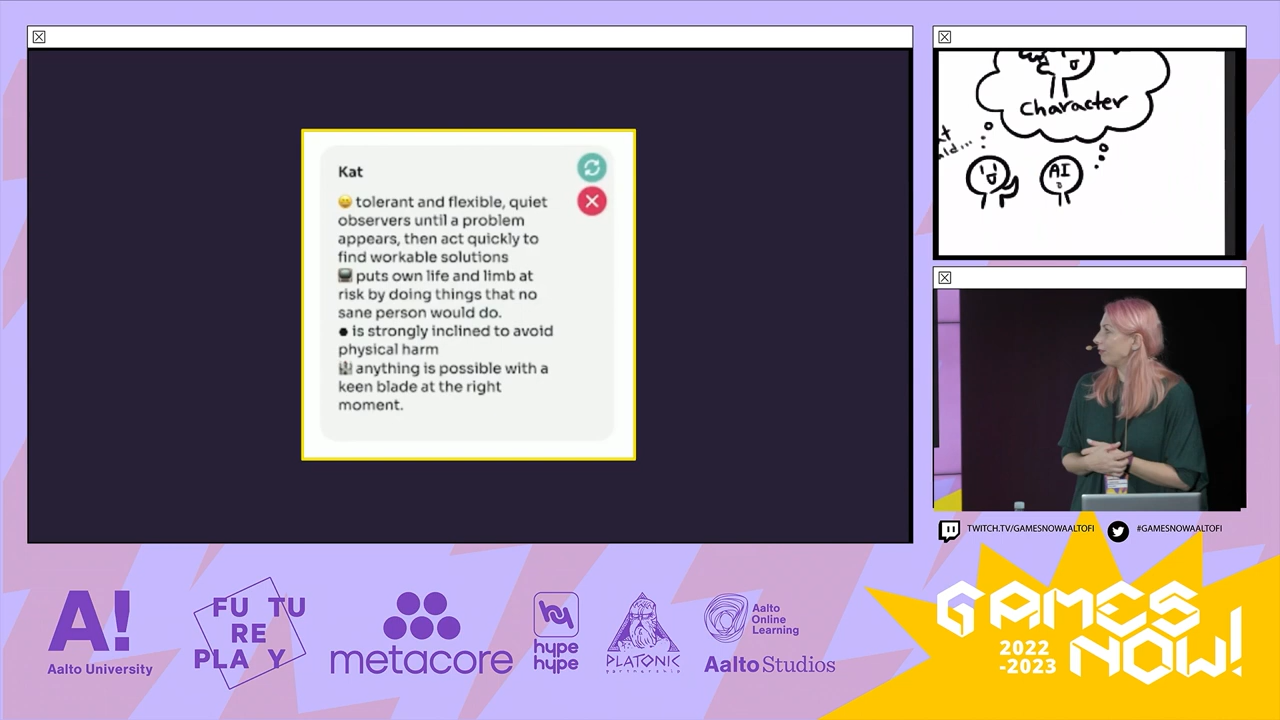 Kat
😀 tolerant and flexible, quiet
observers until a problem
appears, then act quickly to
find workable solutions
puts own life and limb at
risk by doing things that no
sane person would do.
● is strongly inclined to avoid
physical harm
anything is possible with a
keen blade at the right
moment.
Character
AI
TWITCH.TV/GAMESNOWAALTOFI
#GAMESNOWAALTOFI
A!
Aalto University
FU TU
RE
PLA Y
metacore
hype
hype
PLATONIC
partnership
Aalto
Online
Learning
Aalto Studios
GAMES
NOW!
2022
-2023